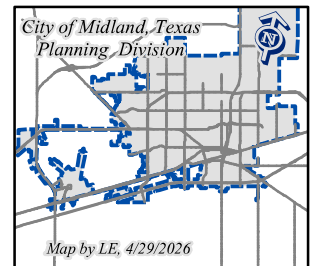 City of Midland, Texas
Planning Division
N
Map by LE, 4/29/2026